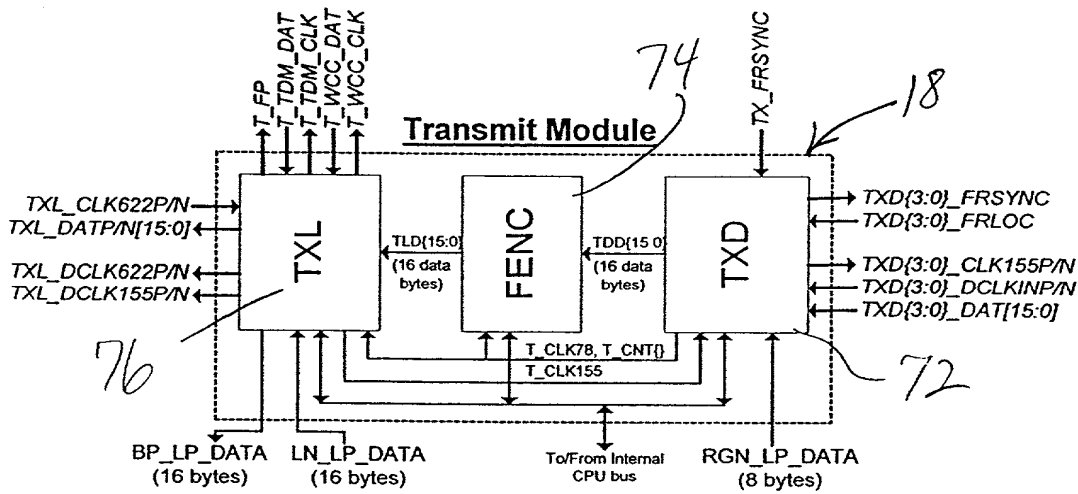 T_FP
T_TDM_DAT
T_TDM_CLK
T_WCC_DAT
T_WCC_CLK
74
TX_FRSYNC
18
Transmit Module
TXL_CLK622P/N
TXL_DATP/N[15:0]
TXL_DCLK622P/N
TXL_DCLK155P/N
TXL
TLD{15:0}
(16 data
bytes)
FENC
TDD{15 0}
(16 data
bytes)
TXD
TXD{3:0}_FRSYNC
TXD{3:0}_FRLOC
TXD{3:0}_CLK155P/N
TXD{3:0}_DCLKINP/N
TXD{3:0}_DAT[15:0]
T_CLK78, T_CNT{}
T_CLK155
76
72
BP_LP_DATA
(16 bytes)
LN_LP_DATA
(16 bytes)
To/From Internal
CPU bus
RGN_LP_DATA
(8 bytes)